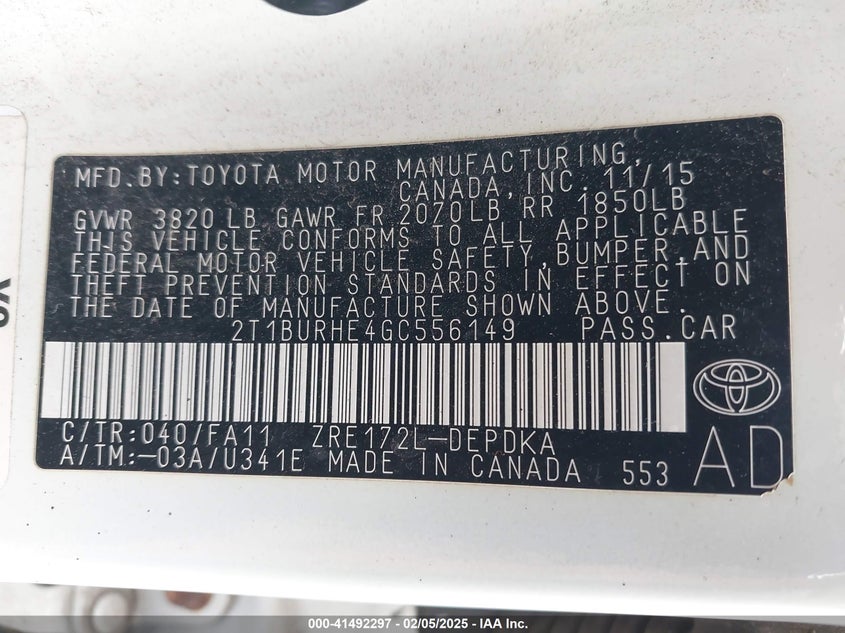 MFD.BY:TOYOTA MOTOR MANUFACTURING,
CANADA,INC. 11/15
GVWR 3820 LB GAWR FR 2070LB RR 1850LB
THIS VEHICLE CONFORMS TO ALL APPLICABLE
FEDERAL MOTOR VEHICLE SAFETY,BUMPER,AND
THEFT PREVENTION STANDARDS IN EFFECT ON
THE DATE OF MANUFACTURE SHOWN ABOVE.
2T1BURHE4GC556149 PASS.CAR
C/TR:040/FA11 ZRE172L-DEPDKA
A/TM:-03A/U341E MADE IN CANADA 553
AD
000-41492297 - 02/05/2025 - IAA Inc.